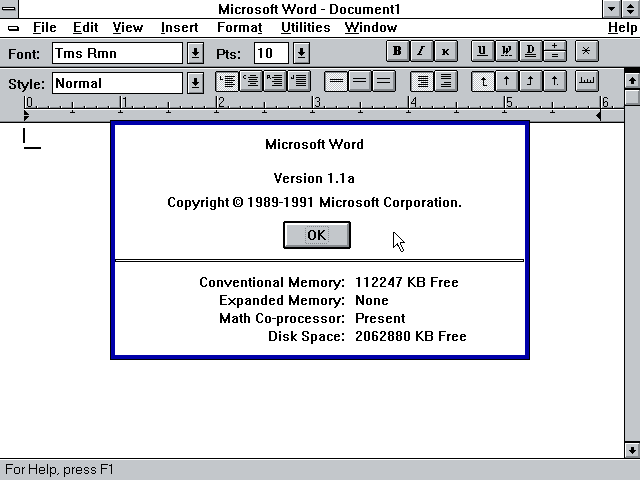 Microsoft Word - Document1
File Edit View Insert Format Utilities Window Help
Font: Tms Rmn Pts: 10 B I K U W D + = *
Style: Normal L C R J
0 1 2 3 4 5 6
Microsoft Word
Version 1.1a
Copyright © 1989-1991 Microsoft Corporation.
OK
Conventional Memory: 112247 KB Free
Expanded Memory: None
Math Co-processor: Present
Disk Space: 2062880 KB Free
For Help, press F1